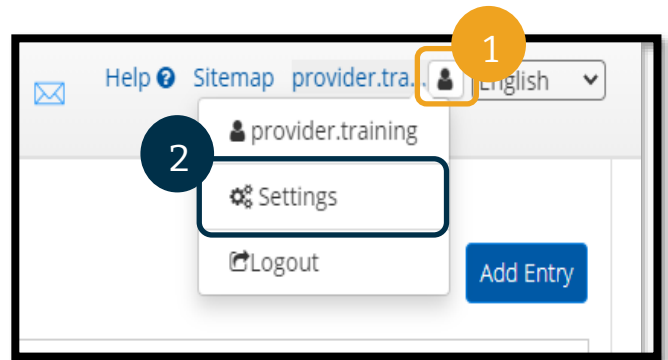 1
Help Sitemap provider.tra... English
provider.training
2
Settings
Logout
Add Entry